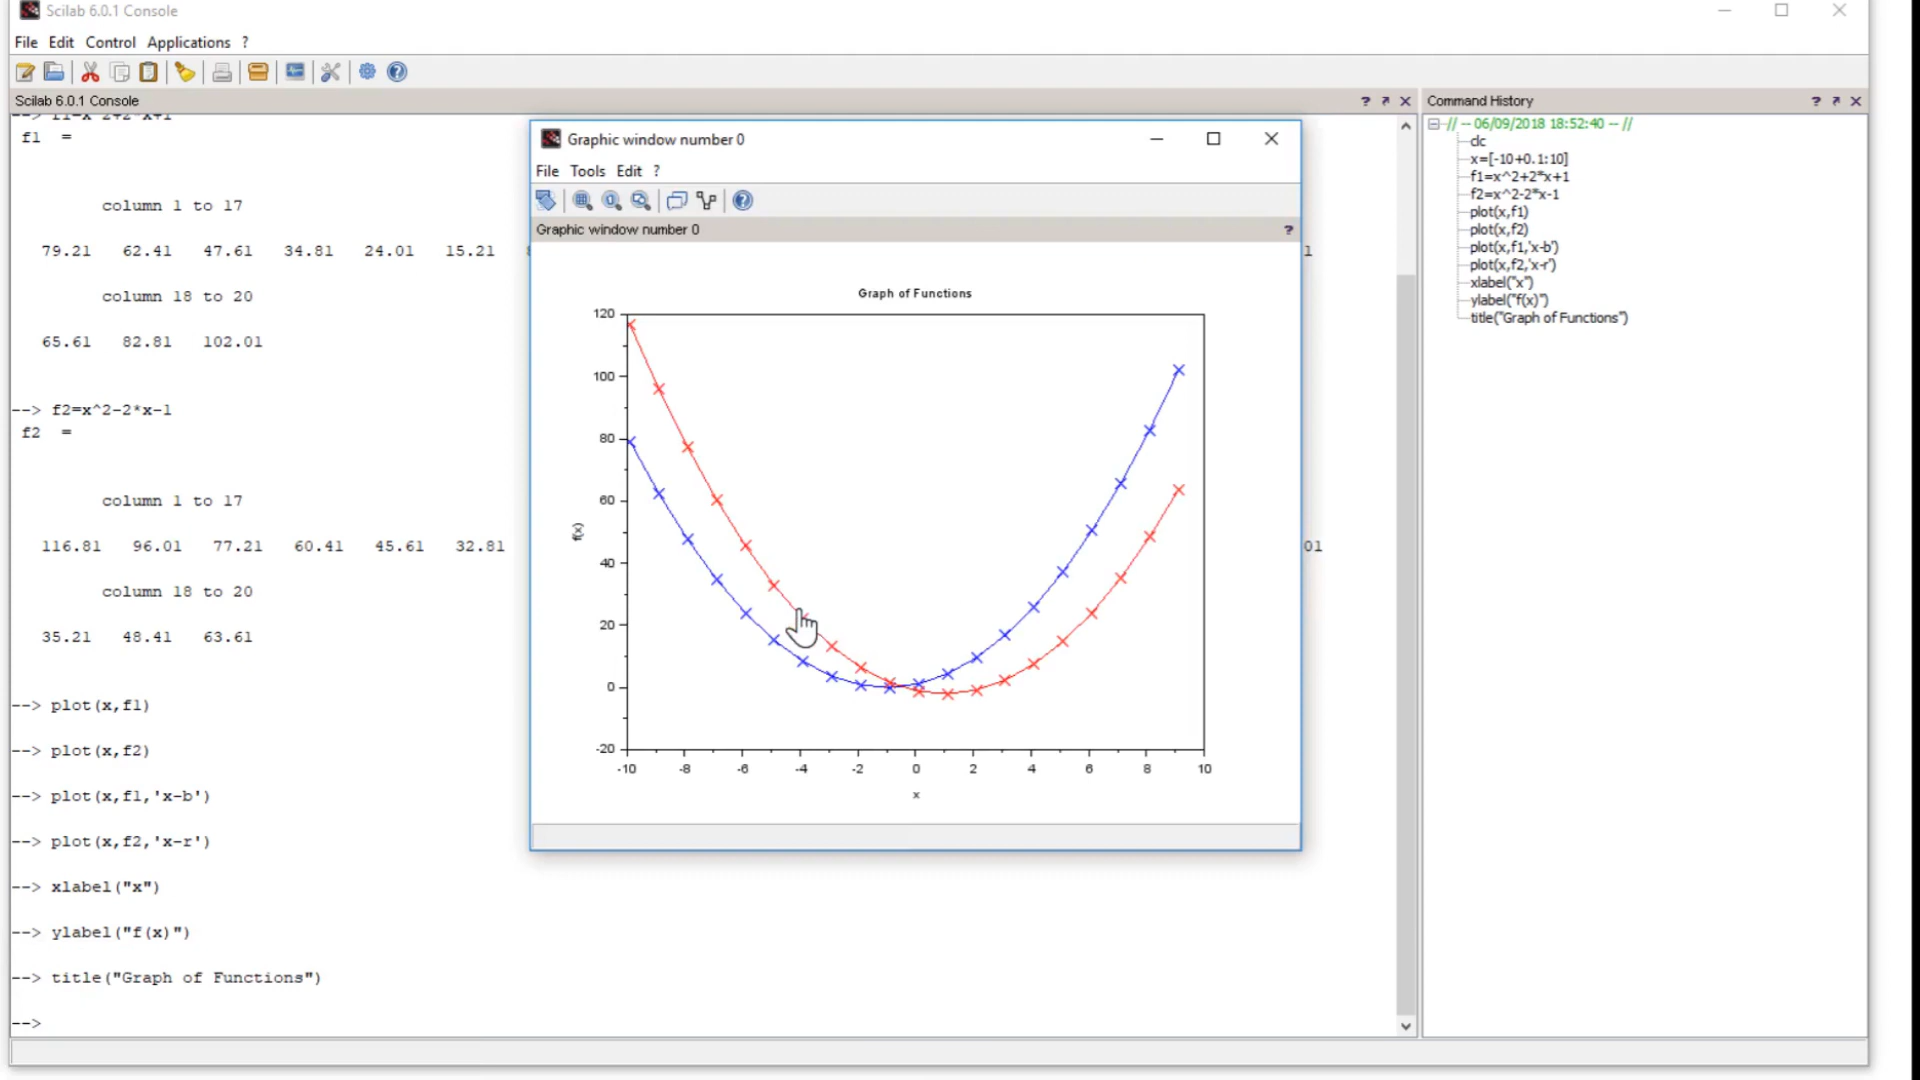 Scilab 6.0.1 Console
File Edit Control Applications ?
Scilab 6.0.1 Console
? ↗ ✕
--> f1=x^2+2*x+1
f1 =
column 1 to 17
79.21 62.41 47.61 34.81 24.01 15.21
column 18 to 20
65.61 82.81 102.01
--> f2=x^2-2*x-1
f2 =
column 1 to 17
116.81 96.01 77.21 60.41 45.61 32.81
01
column 18 to 20
35.21 48.41 63.61
--> plot(x,f1)
--> plot(x,f2)
--> plot(x,f1,'x-b')
--> plot(x,f2,'x-r')
--> xlabel("x")
--> ylabel("f(x)")
--> title("Graph of Functions")
-->
Graphic window number 0
File Tools Edit ?
Graphic window number 0
?
Graph of Functions
120
100
80
60
40
20
0
-20
f(x)
-10 -8 -6 -4 -2 0 2 4 6 8 10
x
Command History
? ↗ ✕
// -- 06/09/2018 18:52:40 -- //
clc
x=[-10+0.1:10]
f1=x^2+2*x+1
f2=x^2-2*x-1
plot(x,f1)
plot(x,f2)
plot(x,f1,'x-b')
plot(x,f2,'x-r')
xlabel("x")
ylabel("f(x)")
title("Graph of Functions")